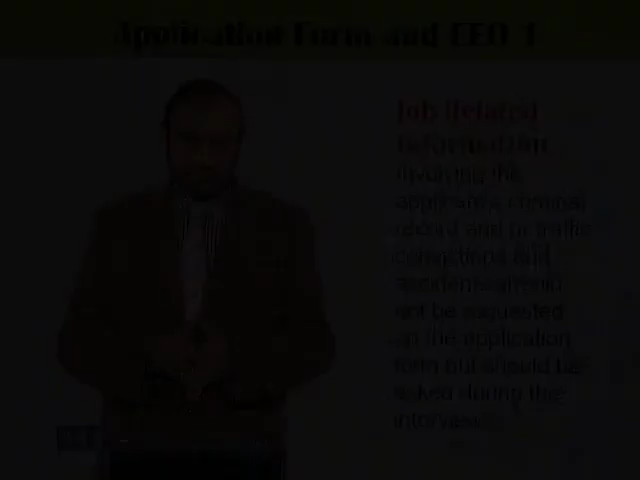 Application Form and EEO 1
Job Related
Information
Involving the
applicant's criminal
record and or traffic
convictions and
accidents should
not be requested
on the application
form but should be
asked during the
interview